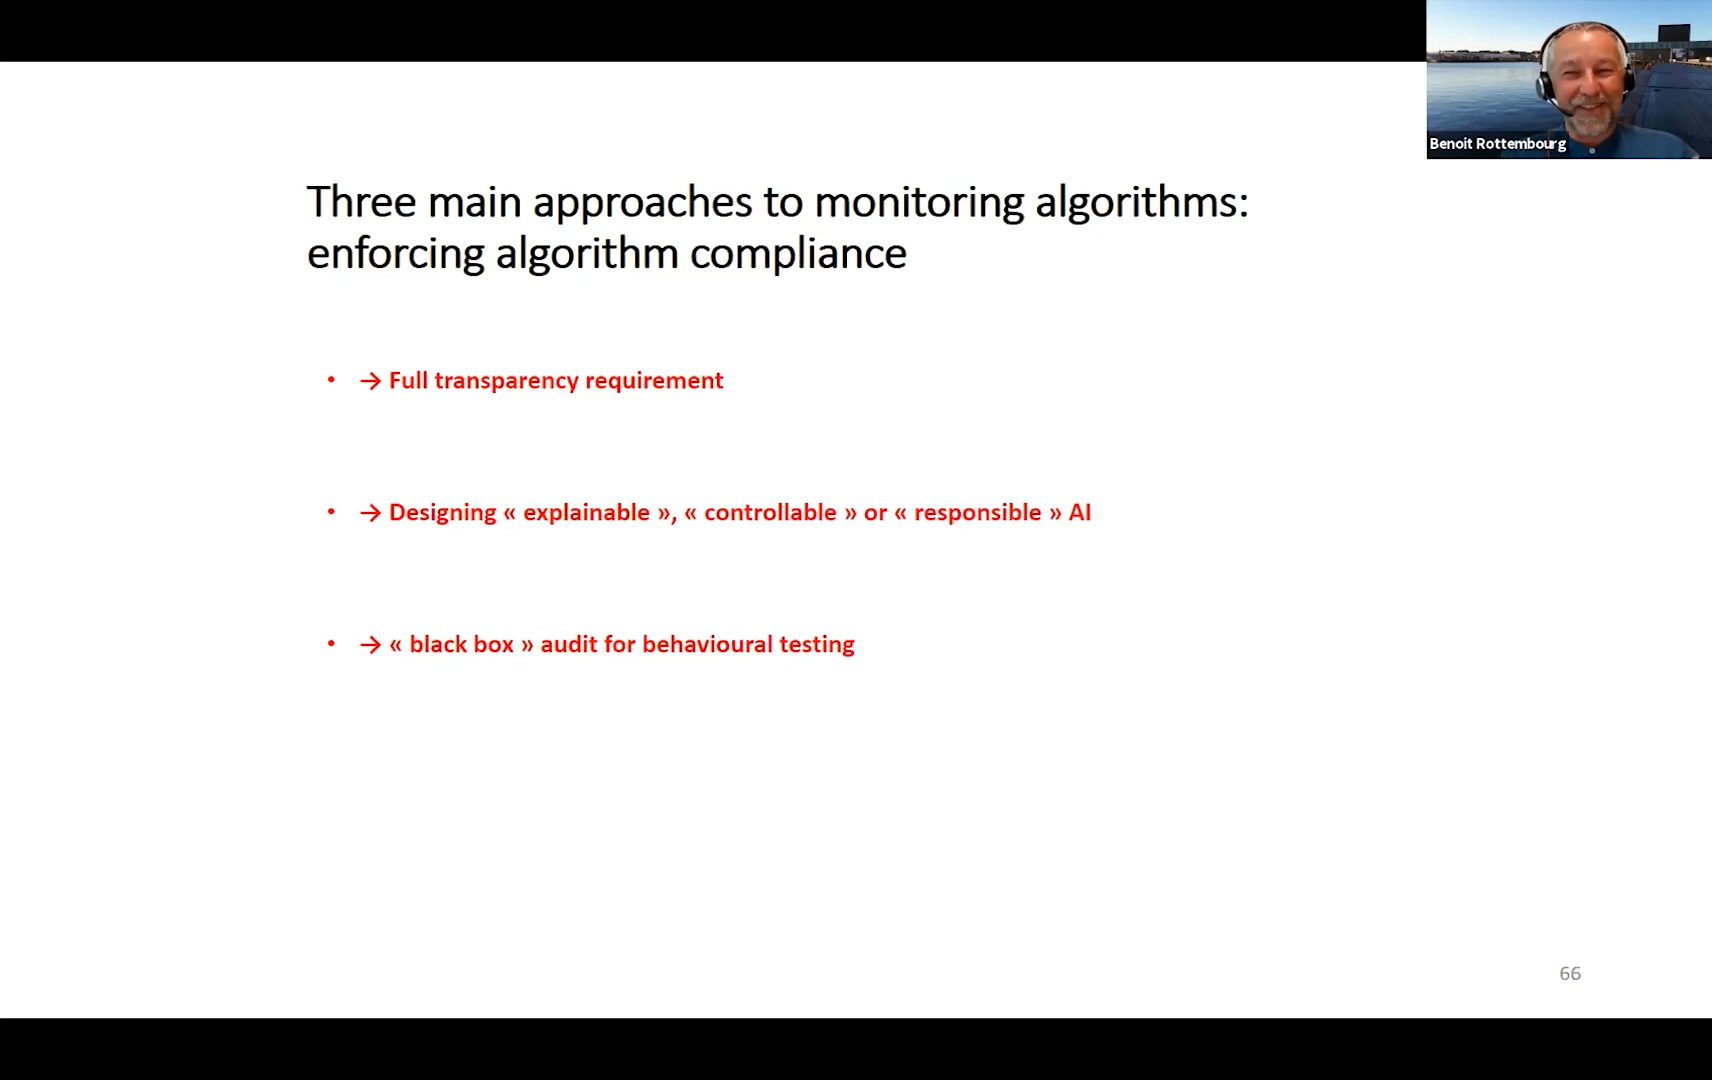 Benoit Rottembourg
Three main approaches to monitoring algorithms:
enforcing algorithm compliance
• → Full transparency requirement
• → Designing « explainable », « controllable » or « responsible » AI
• → « black box » audit for behavioural testing
66